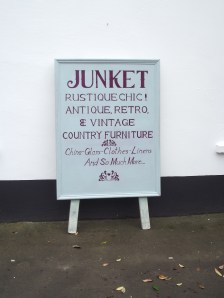 JUNKET
RUSTIQUE CHIC!
ANTIQUE, RETRO,
& VINTAGE
COUNTRY FURNITURE
China~Glass~Clothes~Linens
And So Much More...